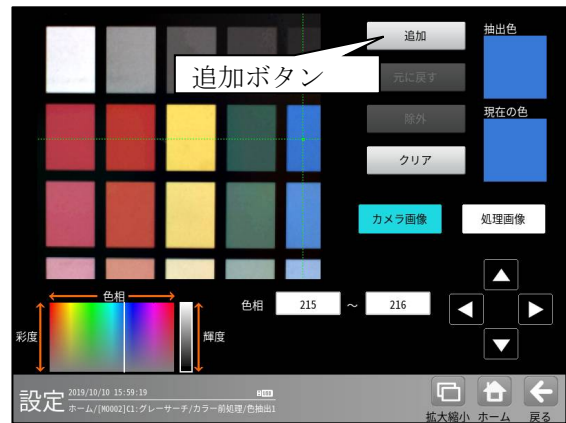 追加
抽出色
追加ボタン
元に戻す
現在の色
除外
クリア
カメラ画像
処理画像
色相
彩度
輝度
色相
215
～
216
設定
2019/10/10 15:59:19
ホーム/[M0002]C1:グレーサーチ/カラー前処理/色抽出1
拡大縮小
ホーム
戻る